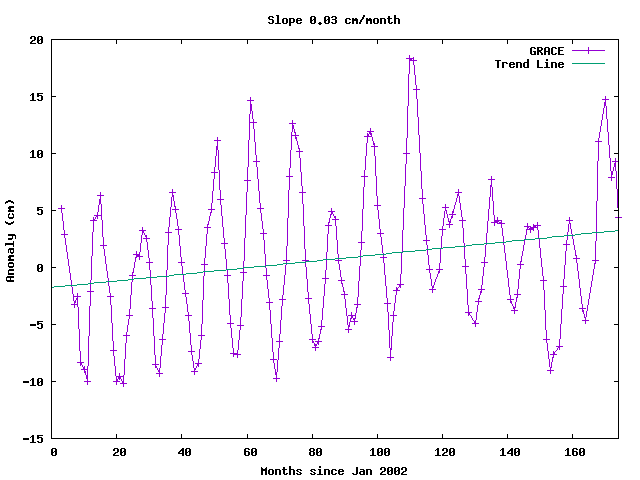 Slope 0.03 cm/month
20
15
10
5
0
-5
-10
-15
Anomaly (cm)
GRACE
Trend Line
0 20 40 60 80 100 120 140 160
Months since Jan 2002